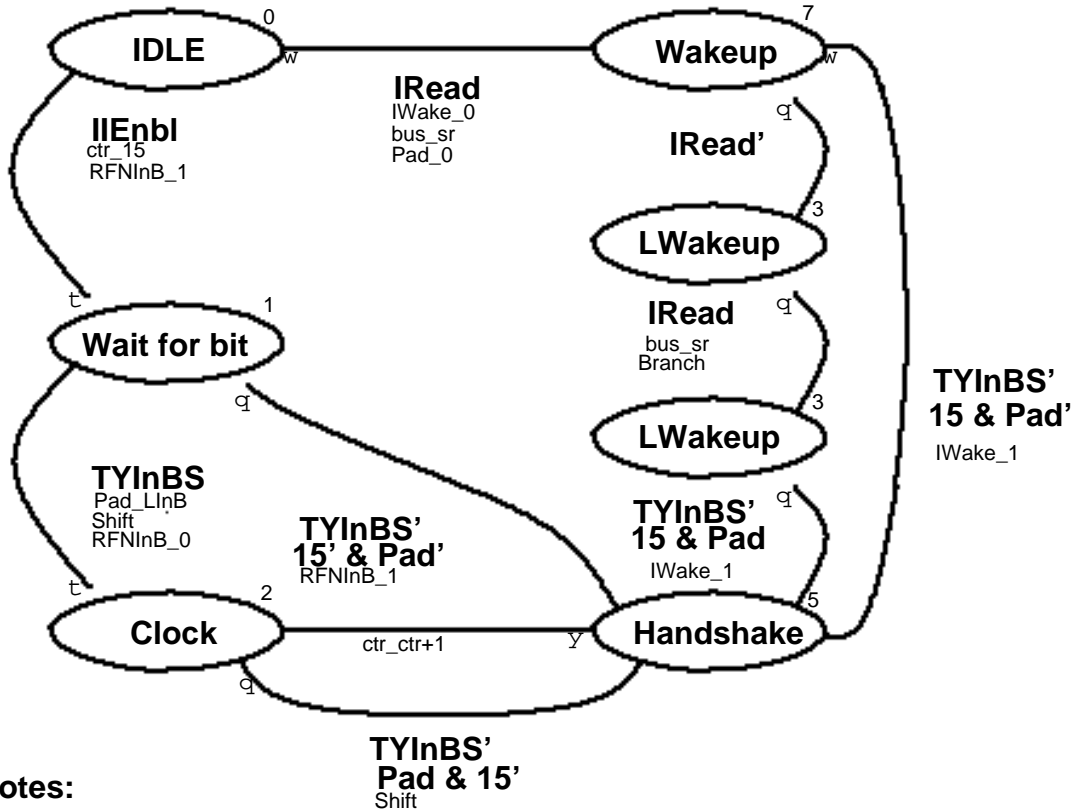 0
IDLE
w
7
Wakeup
w
IRead
IWake_0
bus_sr
Pad_0
IIEnbl
ctr_15
RFNInB_1
q
IRead'
3
LWakeup
t
1
Wait for bit
q
IRead
bus_sr
Branch
q
3
LWakeup
TYInBS'
15 & Pad'
IWake_1
TYInBS
Pad_LInB
Shift
RFNInB_0
TYInBS'
15' & Pad'
RFNInB_1
q
TYInBS'
15 & Pad
IWake_1
t
2
Clock
q
ctr_ctr+1
y
5
Handshake
TYInBS'
Pad & 15'
Shift
otes: